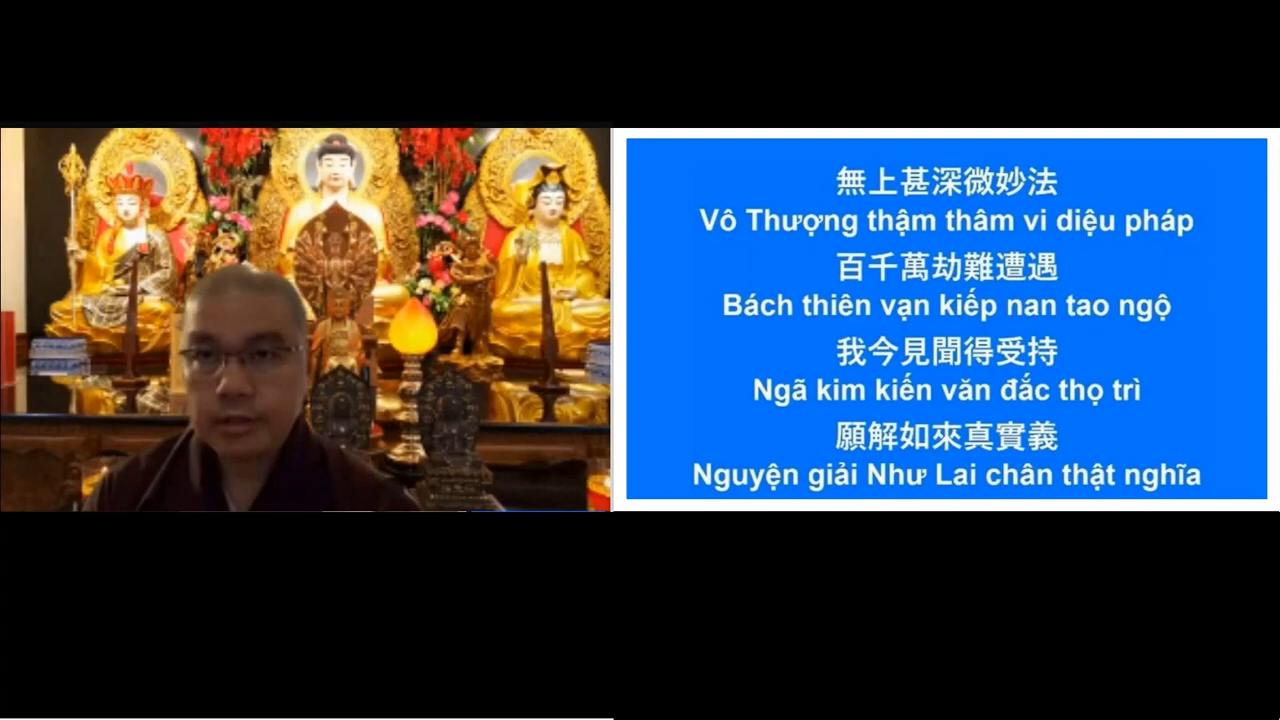 無上甚深微妙法
Vô Thượng thậm thâm vi diệu pháp
百千萬劫難遭遇
Bách thiên vạn kiếp nan tao ngộ
我今見聞得受持
Ngã kim kiến văn đắc thọ trì
願解如來真實義
Nguyện giải Như Lai chân thật nghĩa